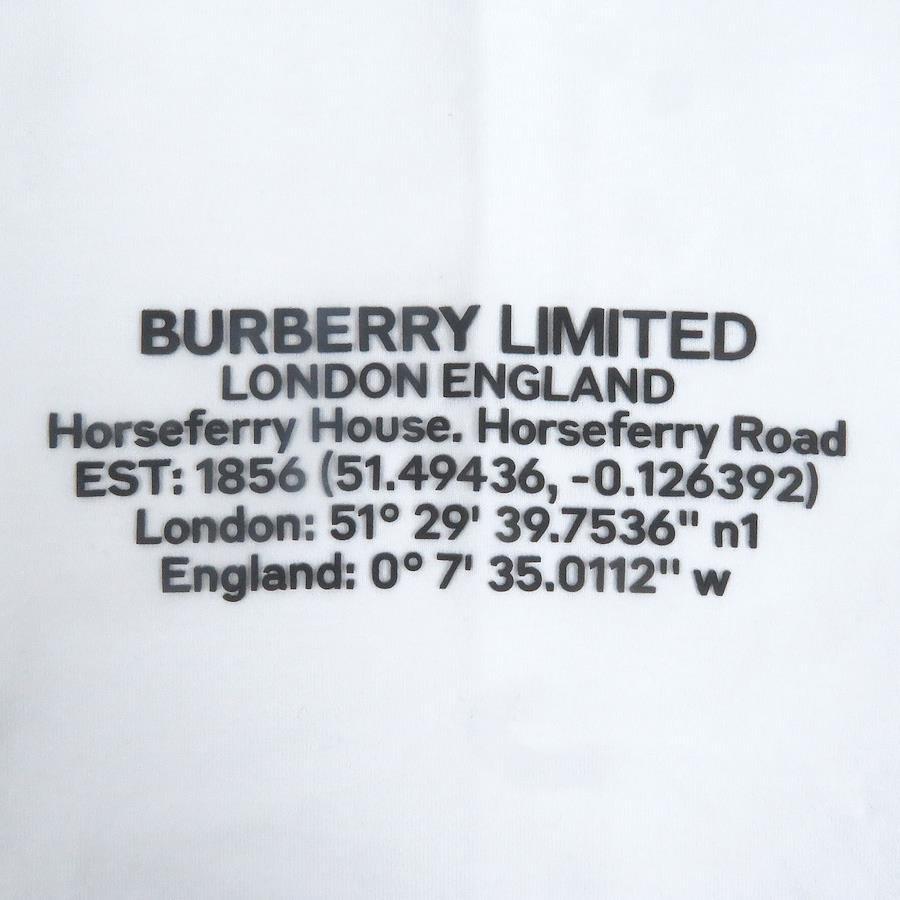 BURBERRY LIMITED
LONDON ENGLAND
Horseferry House. Horseferry Road
EST: 1856 (51.49436, -0.126392)
London: 51° 29' 39.7536" n1
England: 0° 7' 35.0112" w